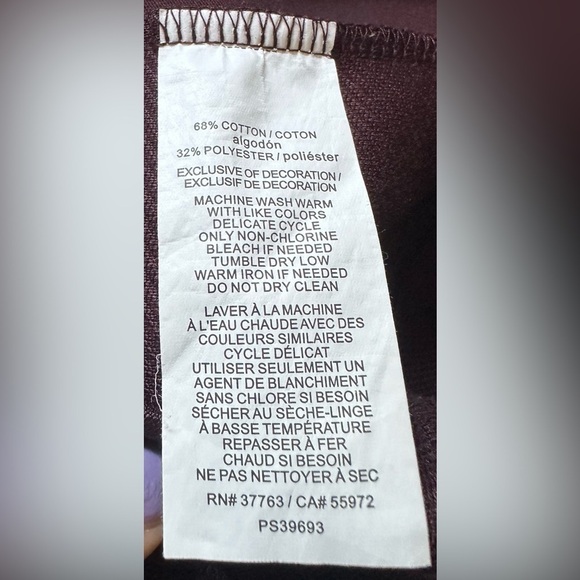 68% COTTON / COTON
algodón
32% POLYESTER / poliéster
EXCLUSIVE OF DECORATION /
EXCLUSIF DE DECORATION
MACHINE WASH WARM
WITH LIKE COLORS
DELICATE CYCLE
ONLY NON-CHLORINE
BLEACH IF NEEDED
TUMBLE DRY LOW
WARM IRON IF NEEDED
DO NOT DRY CLEAN
LAVER À LA MACHINE
À L'EAU CHAUDE AVEC DES
COULEURS SIMILAIRES
CYCLE DÉLICAT
UTILISER SEULEMENT UN
AGENT DE BLANCHIMENT
SANS CHLORE SI BESOIN
SÉCHER AU SÈCHE-LINGE
À BASSE TEMPÉRATURE
REPASSER À FER
CHAUD SI BESOIN
NE PAS NETTOYER À SEC
RN# 37763 / CA# 55972
PS39693